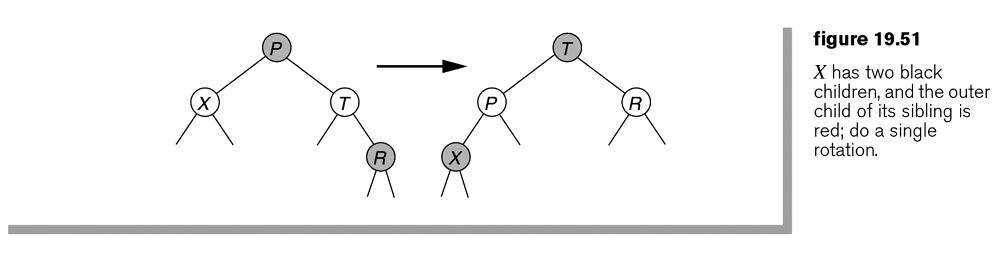 P
T
X
T
P
R
R
X
figure 19.51
X has two black
children, and the outer
child of its sibling is
red; do a single
rotation.